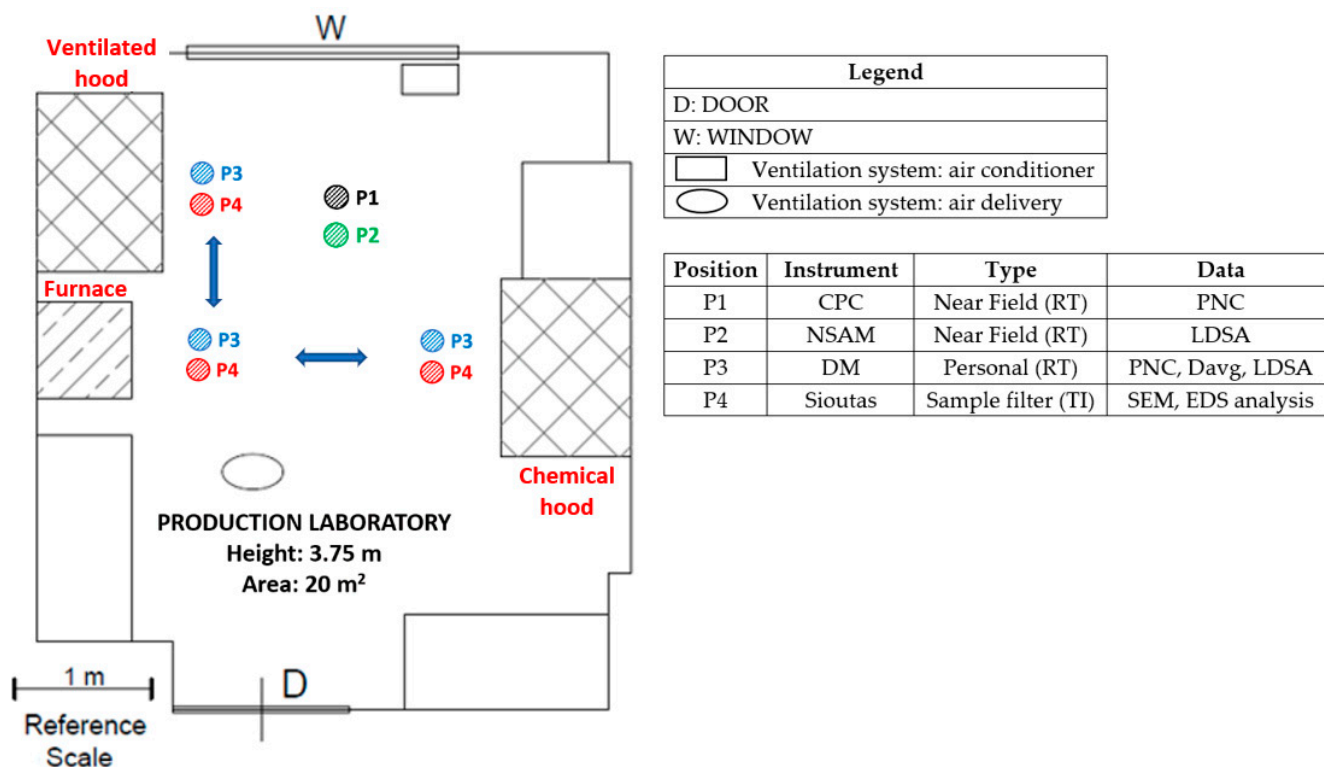 W
Ventilated
hood
P3
P4
P1
P2
Furnace
P3
P4
P3
P4
Chemical
hood
PRODUCTION LABORATORY
Height: 3.75 m
Area: 20 m²
1 m
Reference
Scale
D
Legend
D: DOOR
W: WINDOW
Ventilation system: air conditioner
Ventilation system: air delivery
Position Instrument Type Data
P1 CPC Near Field (RT) PNC
P2 NSAM Near Field (RT) LDSA
P3 DM Personal (RT) PNC, Davg, LDSA
P4 Sioutas Sample filter (TI) SEM, EDS analysis